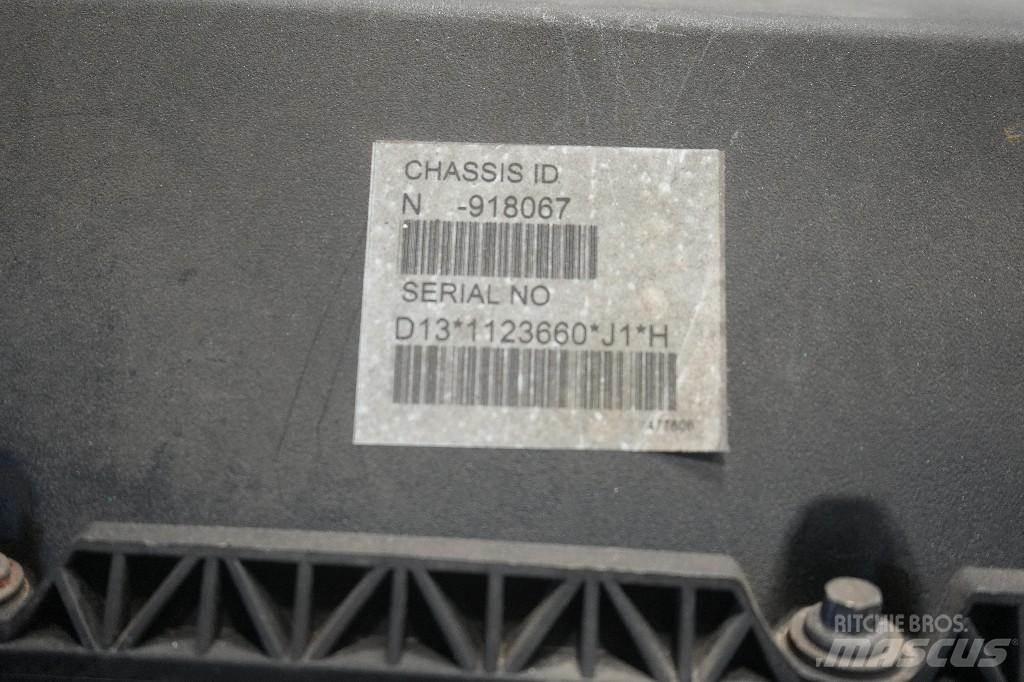 CHASSIS ID
N -918067
SERIAL NO
D13*1123660*J1*H
RITCHIE BROS.
MASCUS